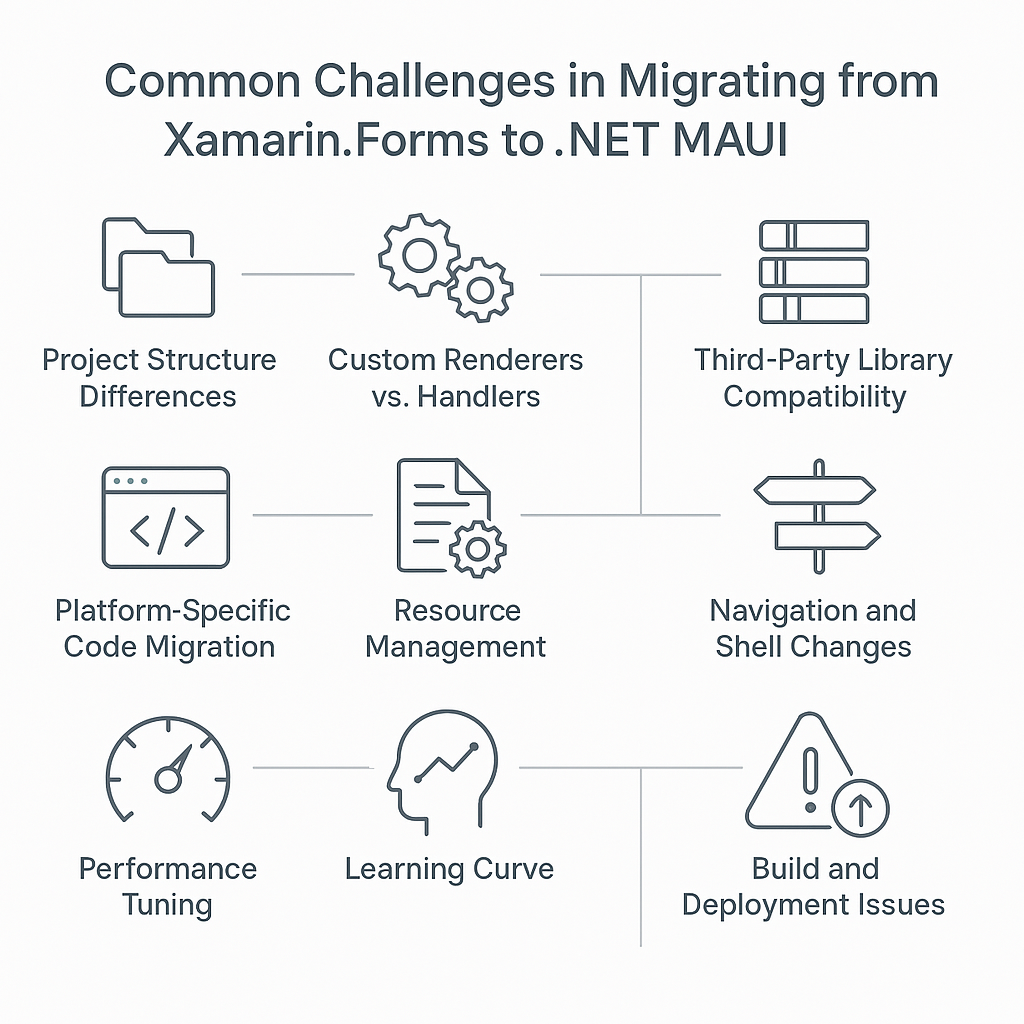 Common Challenges in Migrating from
Xamarin.Forms to .NET MAUI
Project Structure
Differences
Custom Renderers
vs. Handlers
Third-Party Library
Compatibility
Platform-Specific
Code Migration
Resource
Management
Navigation and
Shell Changes
Performance
Tuning
Learning Curve
Build and
Deployment Issues